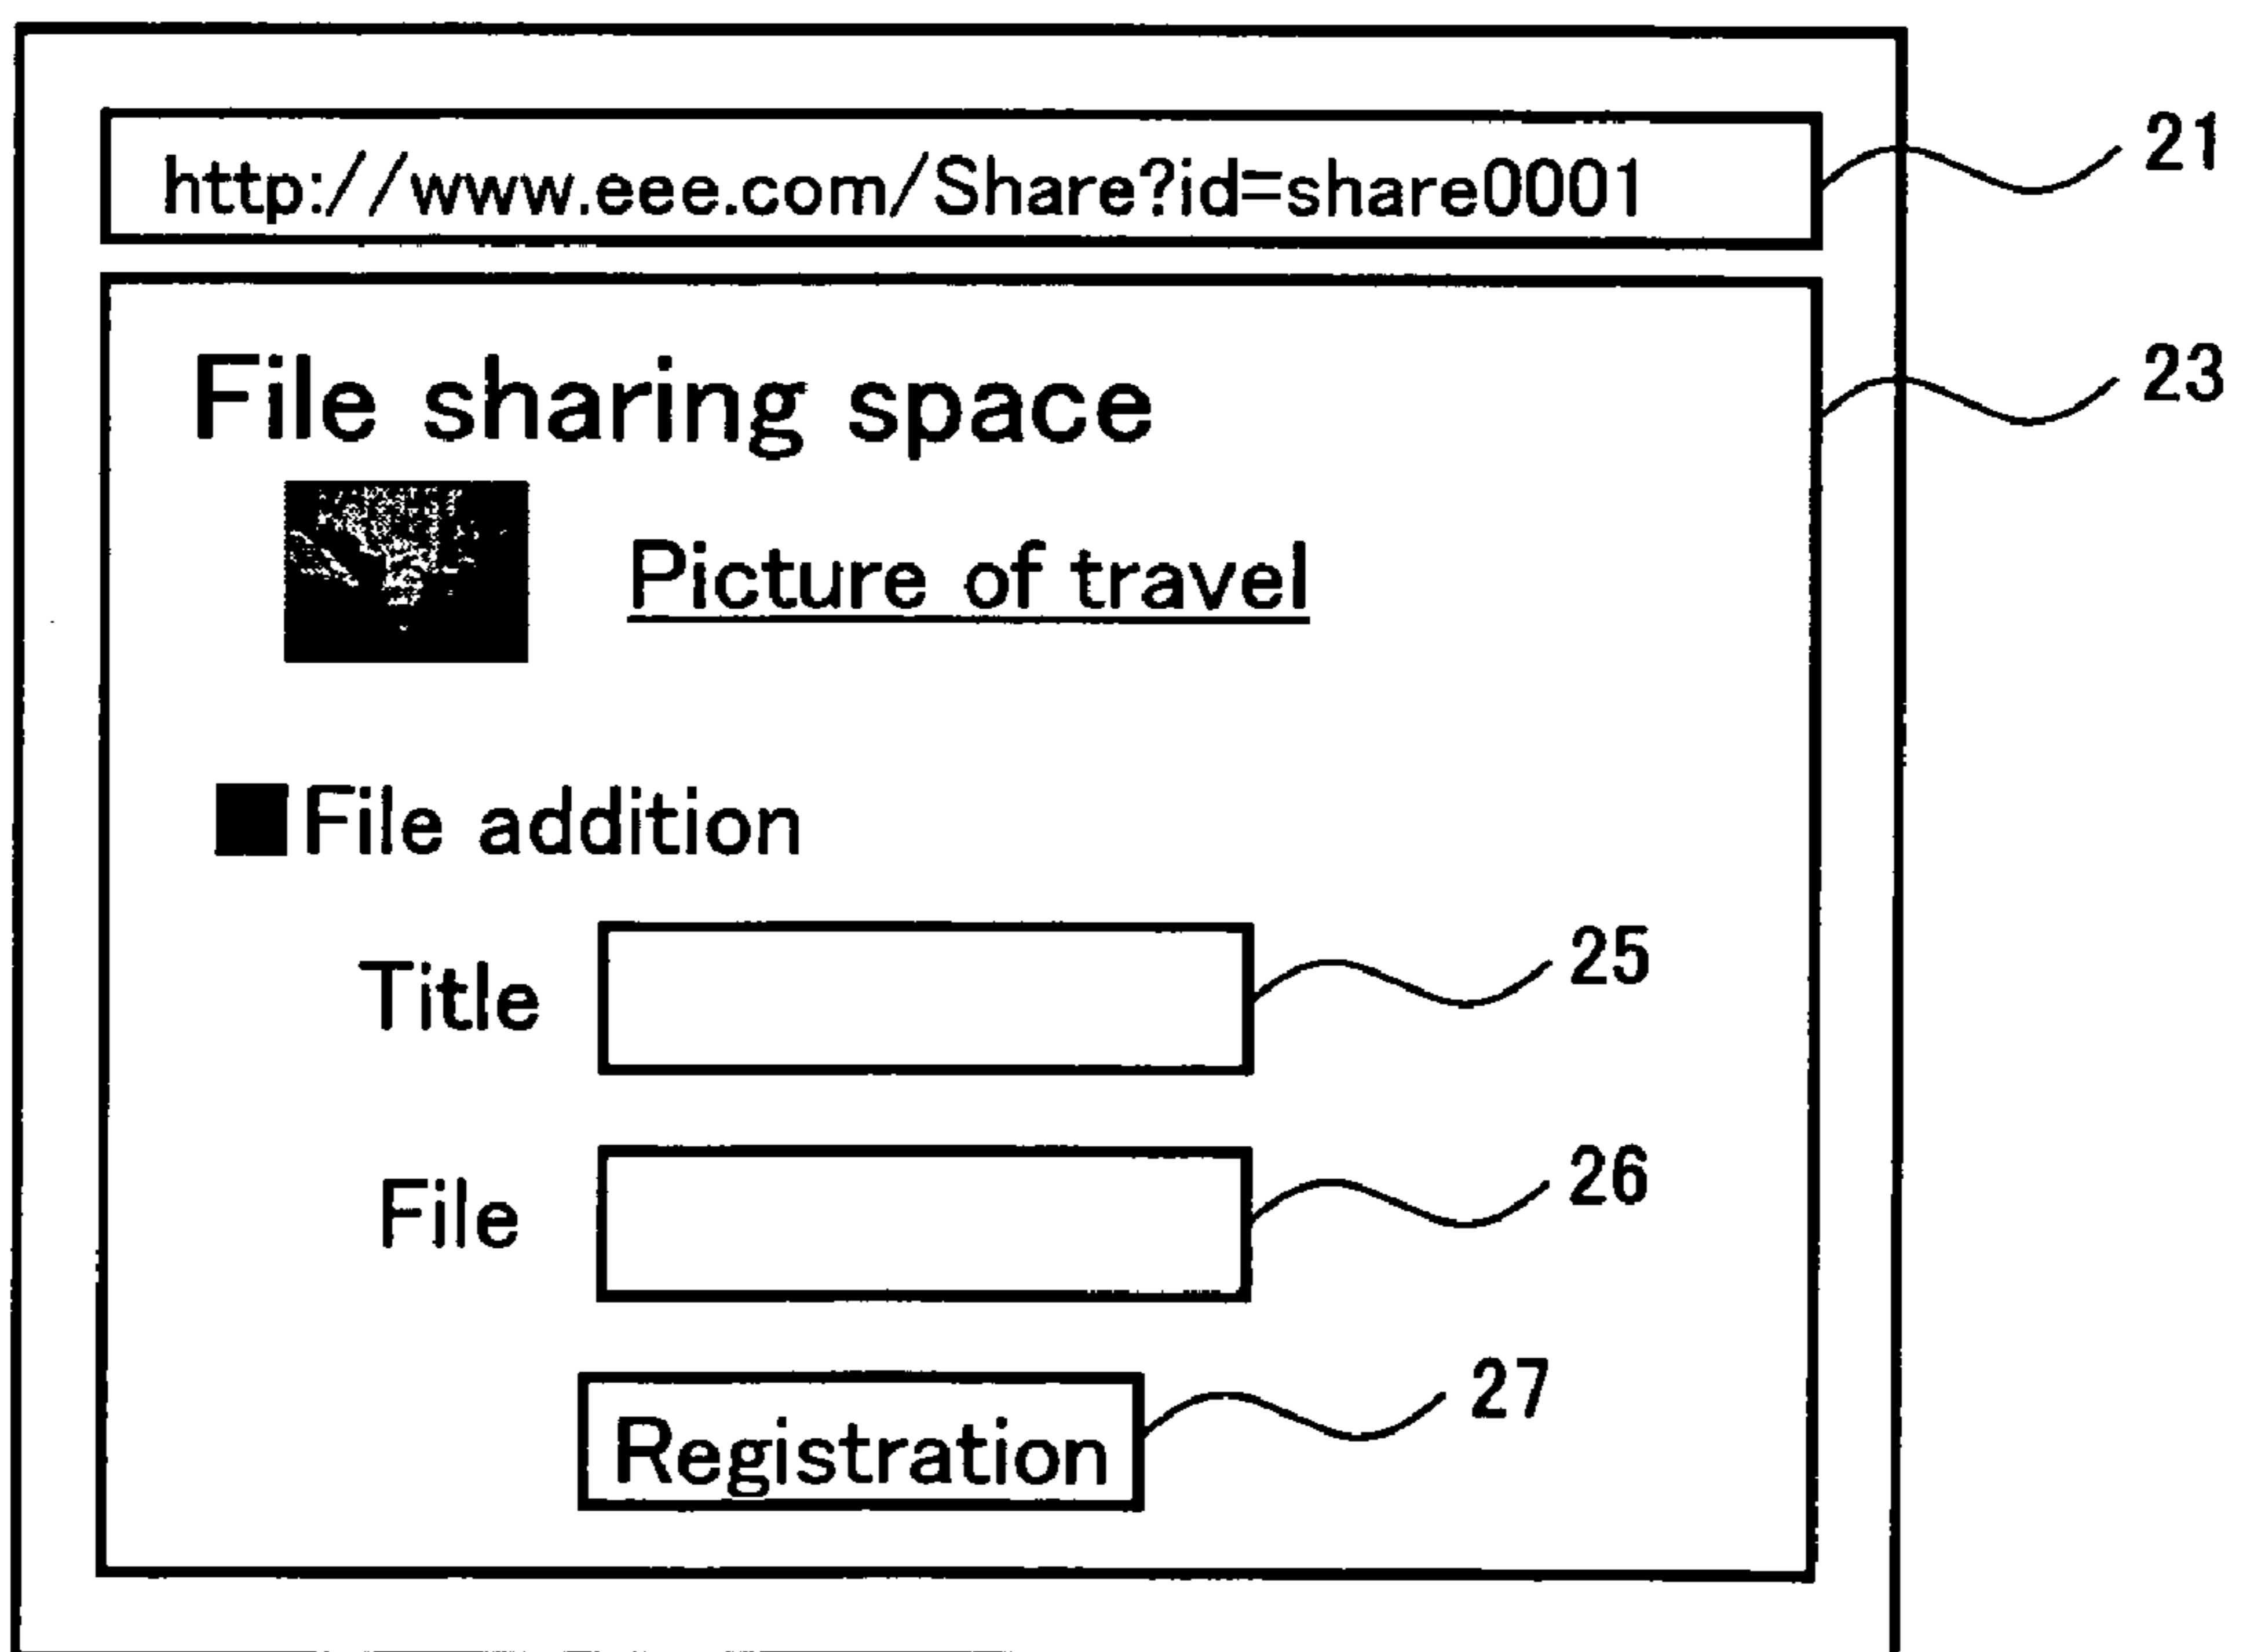 http://www.eee.com/Share?id=share0001
21
File sharing space
23
Picture of travel
■File addition
Title
25
File
26
Registration
27